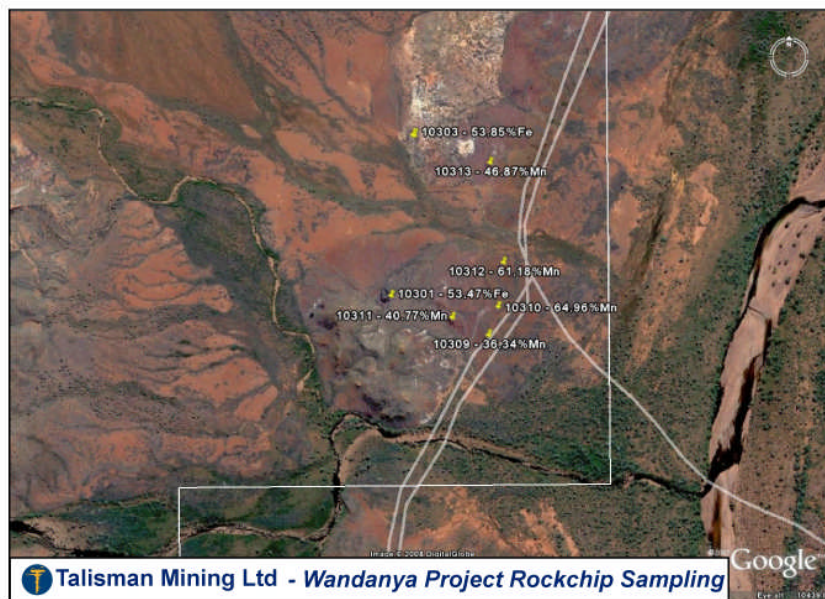 N
10303 - 53.85%Fe
10313 - 46.87%Mn
10312 - 61.18%Mn
10301 - 53.47%Fe
10310 - 64.96%Mn
10311 - 40.77%Mn
10309 - 36.34%Mn
Image © 2008 DigitalGlobe
Google
Eye alt
Talisman Mining Ltd - Wandanya Project Rockchip Sampling